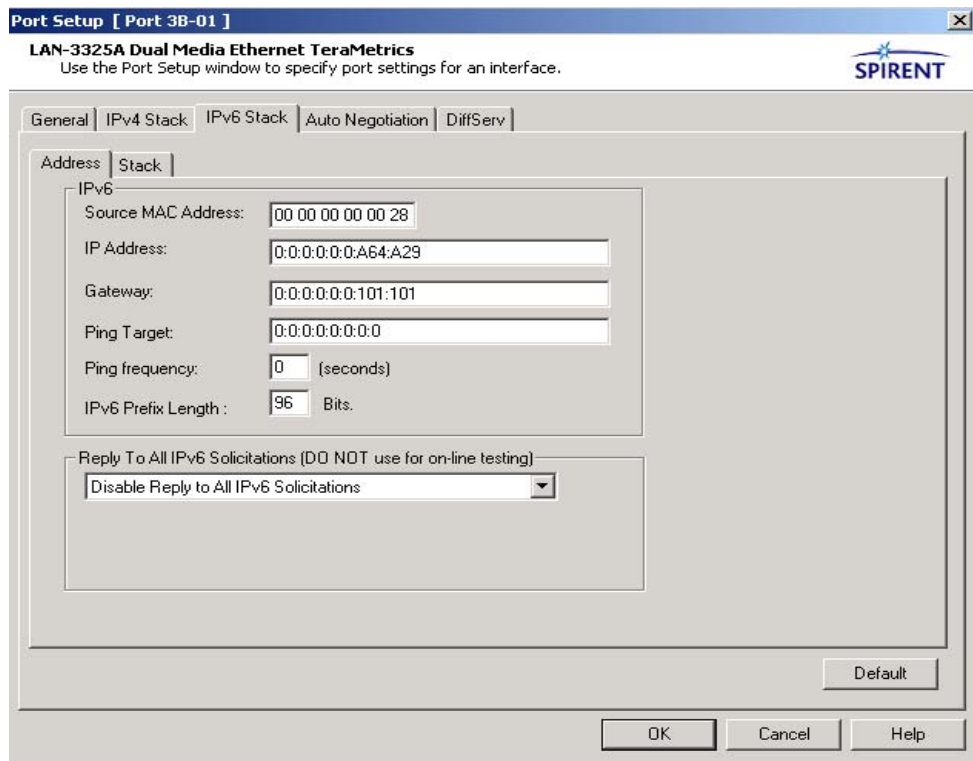 Port Setup [ Port 3B-01 ]
LAN-3325A Dual Media Ethernet TeraMetrics
Use the Port Setup window to specify port settings for an interface.
SPIRENT
General IPv4 Stack IPv6 Stack Auto Negotiation DiffServ
Address Stack
IPv6
Source MAC Address: 00 00 00 00 00 28
IP Address: 0:0:0:0:0:0:A64:A29
Gateway: 0:0:0:0:0:0:101:101
Ping Target: 0:0:0:0:0:0:0:0
Ping frequency: 0 (seconds)
IPv6 Prefix Length : 96 Bits.
Reply To All IPv6 Solicitations (DO NOT use for on-line testing)
Disable Reply to All IPv6 Solicitations
Default
OK Cancel Help